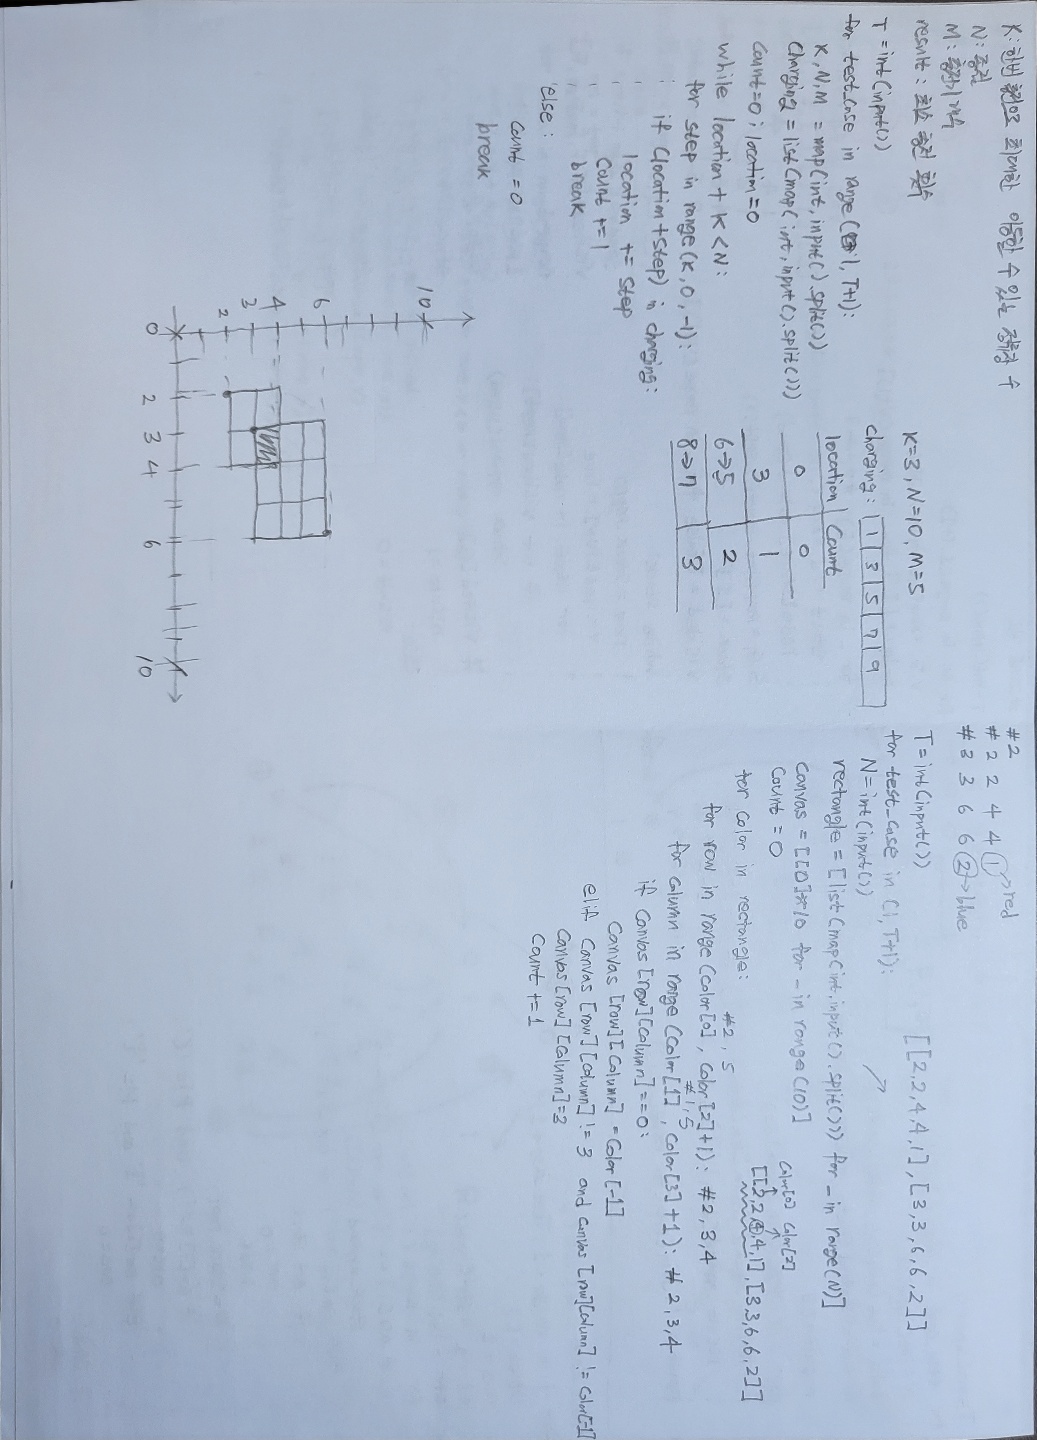 K: 한번 충전으로 최대한 이동할 수 있는 정류장 수
N: 종점
M: 충전기 개수
result: 최소 충전 횟수
T = int(input())
for test_case in range(1, T+1):
K, N, M = map(int, input().split())
Charging = list(map(int, input().split()))
Count=0; location=0
while location + K < N:
for step in range(K, 0, -1):
if (location+step) in charging:
location += step
Count += 1
break
else:
Count = 0
break
K=3, N=10, M=5
charging: 1 3 5 7 9
location Count
0 0
3 1
6→5 2
8→7 3
10
6
4
3
2
0 2 3 4 6 10
#2
# 2 2 4 4 1 → red
# 3 3 6 6 2 → blue
T = int(input())
[[2,2,4,4,1],[3,3,6,6,2]]
for test_case in (1, T+1):
N = int(input())
rectangle = [list(map(int, input().split())) for _ in range(N)]
canvas = [[0]*10 for _ in range(10)]
Count = 0
Color[0] Color[2]
[[2,2,4,4,1],[3,3,6,6,2]]
for color in rectangle:
#2, 5
for row in range(color[0], color[2]+1): #2,3,4
#1, 5
for column in range(color[1], color[3]+1): # 2,3,4
if canvas[row][column]==0:
Canvas [row][column] = Color[-1]
elif canvas [row][column] != 3 and canvas [row][column] != color[-1]
Canvas[row][column]=3
Count += 1